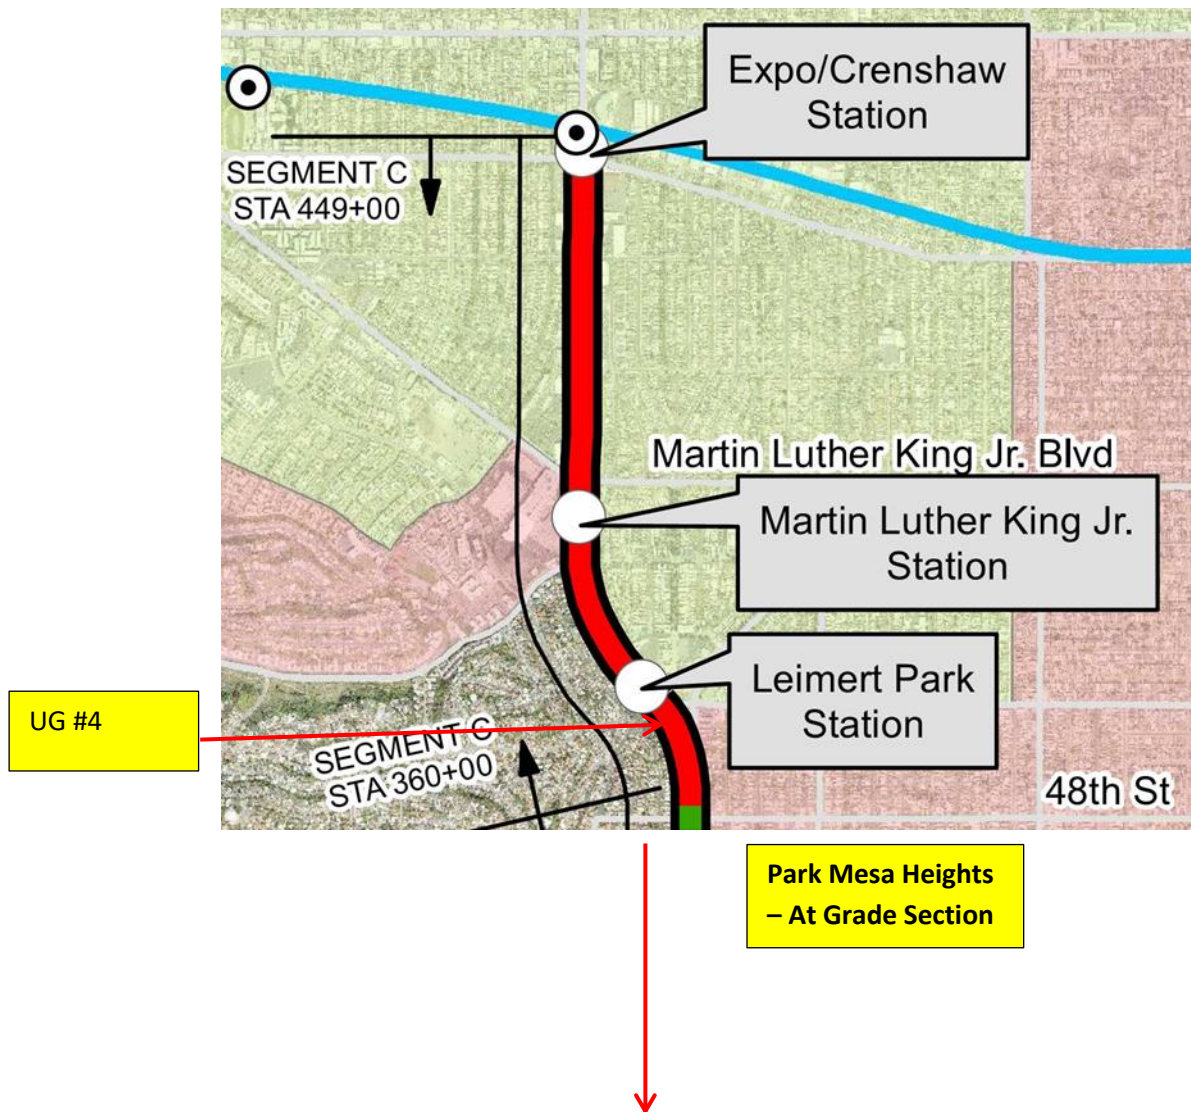 Expo/Crenshaw
Station
SEGMENT C
STA 449+00
Martin Luther King Jr. Blvd
Martin Luther King Jr.
Station
Leimert Park
Station
UG #4
SEGMENT C
STA 360+00
48th St
Park Mesa Heights
– At Grade Section